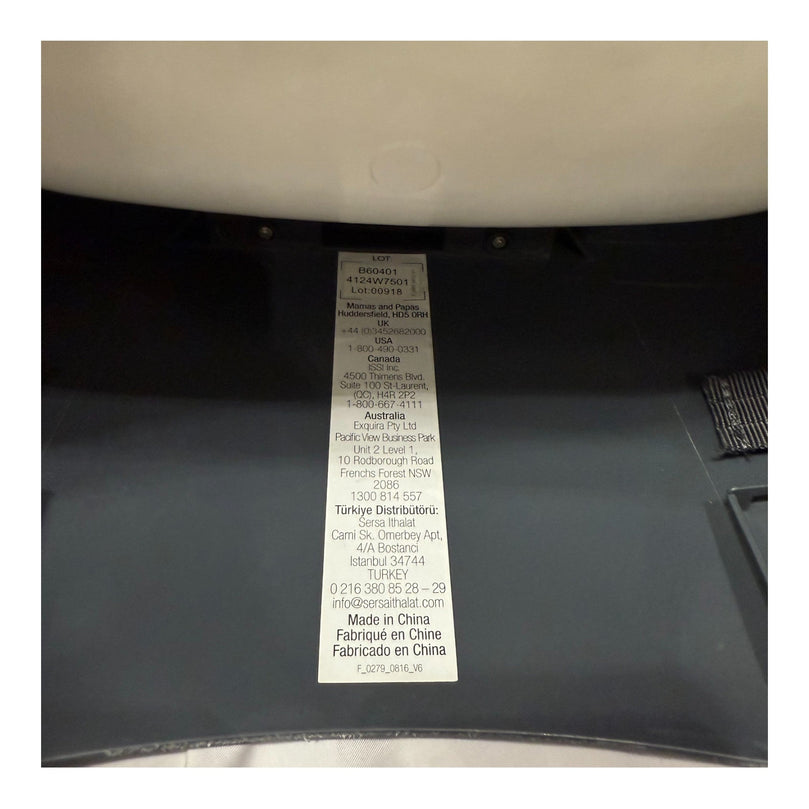 LOT
B60401
4124W7501
Lot:00918
Mamas and Papas
Huddersfield, HD5 0RH
UK
+44 (0)3452682000
USA
1-800-490-0331
Canada
ISSI Inc.
4500 Thimens Blvd.
Suite 100 St-Laurent,
(QC), H4R 2P2
1-800-667-4111
Australia
Exquira Pty Ltd
Pacific View Business Park
Unit 2 Level 1,
10 Rodborough Road
Frenchs Forest NSW
2086
1300 814 557
Türkiye Distribütörü:
Sersa Ithalat
Cami Sk. Omerbey Apt,
4/A Bostanci
Istanbul 34744
TURKEY
0 216 380 85 28 – 29
info@sersaithalat.com
Made in China
Fabriqué en Chine
Fabricado en China
F_0279_0816_V6